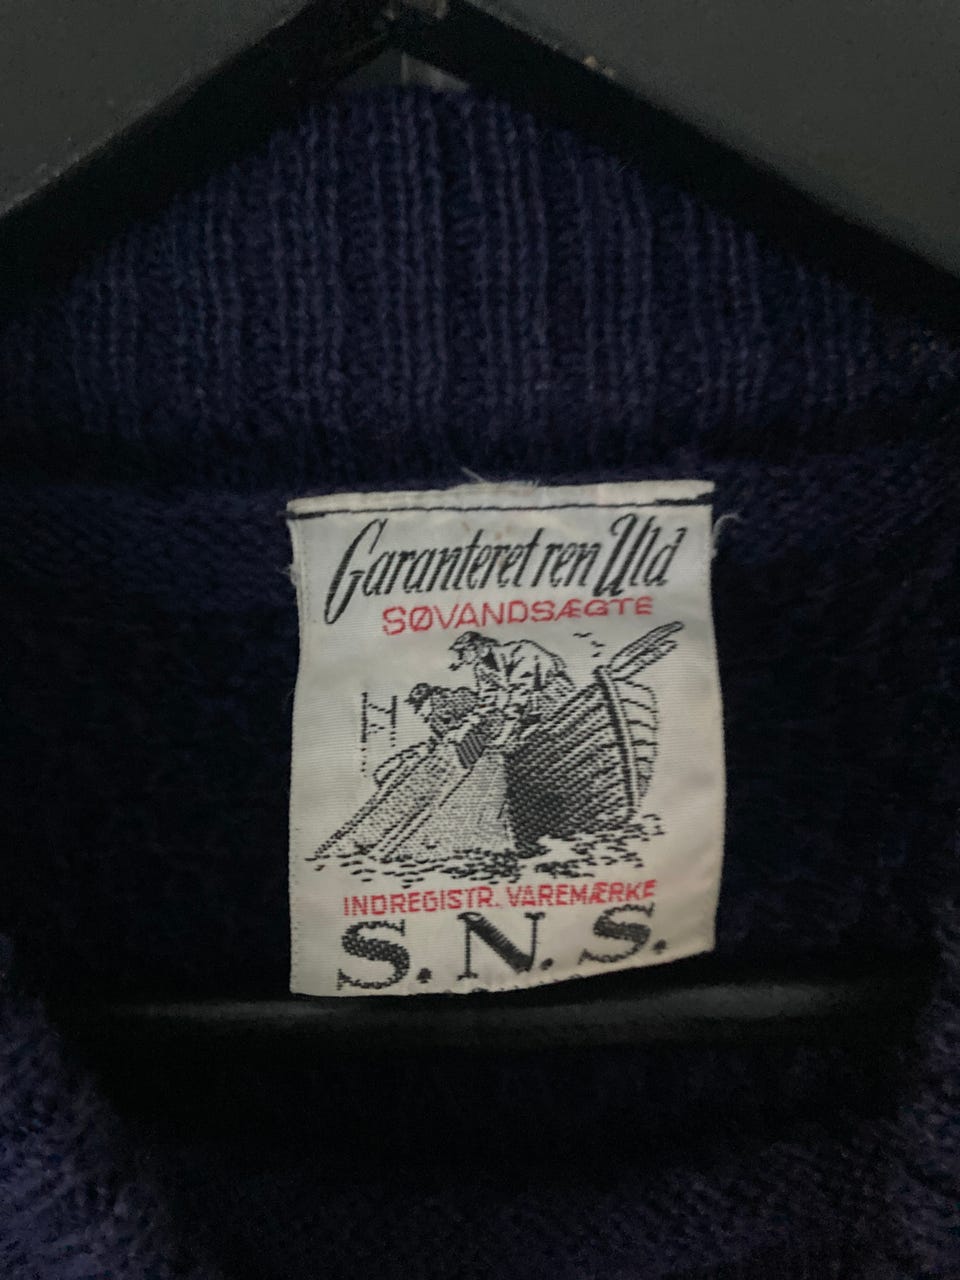 Garanteret ren Uld
SØVANDSÆGTE
INDREGISTR. VAREMÆRKE
S. N. S.